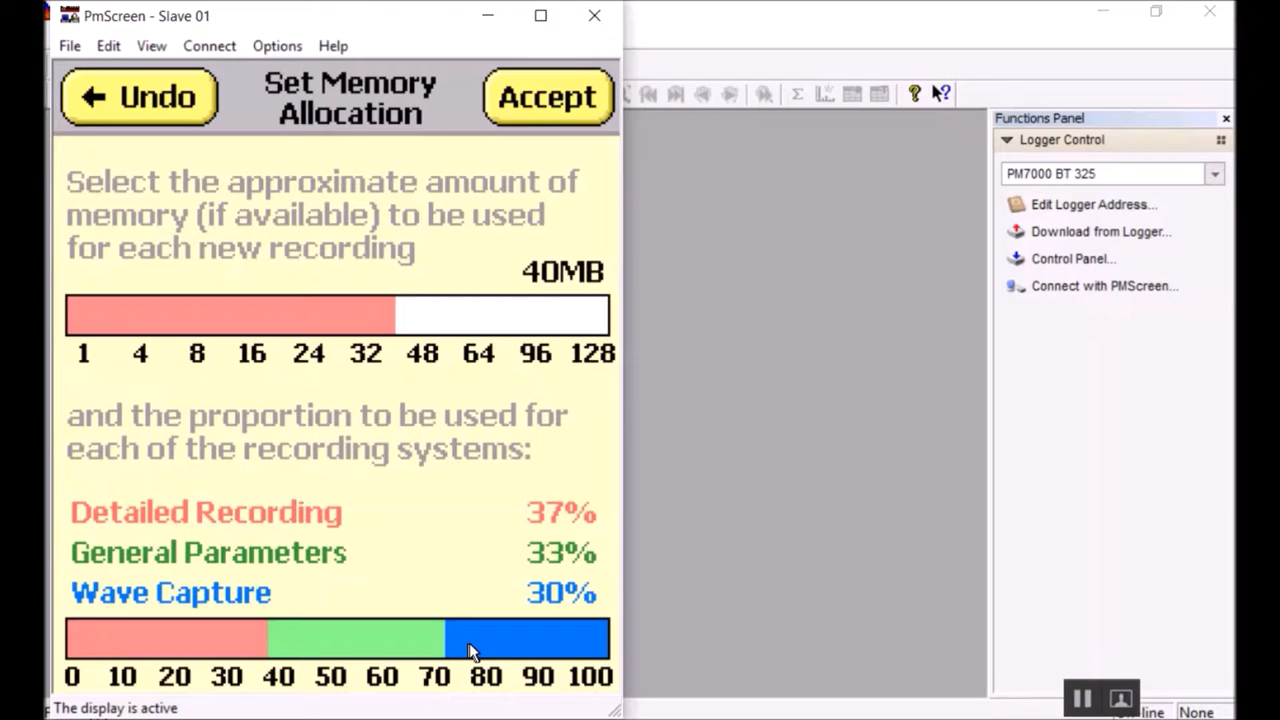 PmScreen - Slave 01
File Edit View Connect Options Help
Undo
Set Memory
Allocation
Accept
Select the approximate amount of
memory (if available) to be used
for each new recording
40MB
1 4 8 16 24 32 48 64 96 128
and the proportion to be used for
each of the recording systems:
Detailed Recording 37%
General Parameters 33%
Wave Capture 30%
0 10 20 30 40 50 60 70 80 90 100
The display is active
Functions Panel
Logger Control
PM7000 BT 325
Edit Logger Address...
Download from Logger...
Control Panel...
Connect with PMScreen...
None